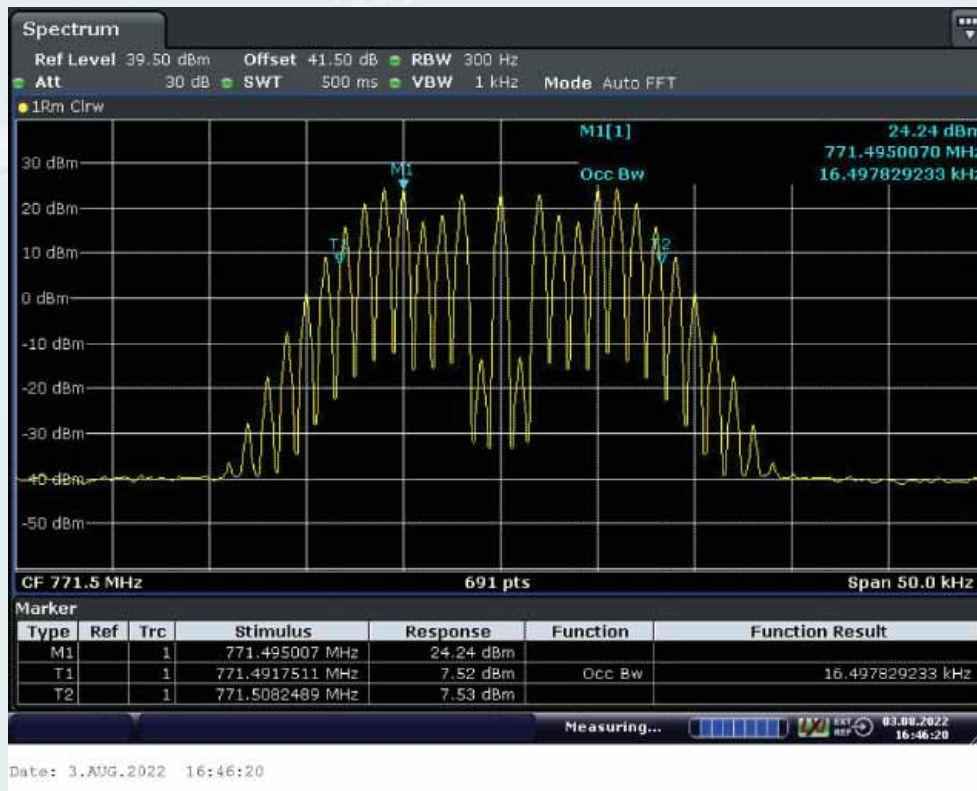 Spectrum
Ref Level 39.50 dBm Offset 41.50 dB RBW 300 Hz
Att 30 dB SWT 500 ms VBW 1 kHz Mode Auto FFT
1Rm Clrw
M1[1] 24.24 dBm
771.4950070 MHz
Occ Bw 16.497829233 kHz
30 dBm
M1
20 dBm
10 dBm
T1
T2
0 dBm
-10 dBm
-20 dBm
-30 dBm
-40 dBm
-50 dBm
CF 771.5 MHz 691 pts Span 50.0 kHz
Marker
Type Ref Trc Stimulus Response Function Function Result
M1 1 771.495007 MHz 24.24 dBm
T1 1 771.4917511 MHz 7.52 dBm Occ Bw 16.497829233 kHz
T2 1 771.5082489 MHz 7.53 dBm
Measuring... EXT REF 03.08.2022
16:46:20
Date: 3.AUG.2022 16:46:20